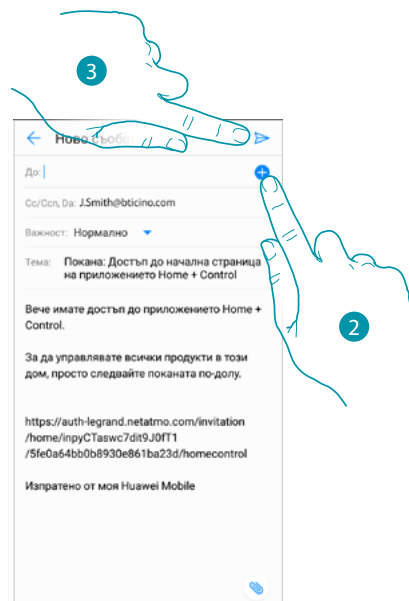 3
Ново съобщ
До:
Cc/Ccn, Da: J.Smith@bticino.com
Важност: Нормално
Тема: Покана: Достъп до начална страница
на приложението Home + Control
2
Вече имате достъп до приложението Home +
Control.
За да управлявате всички продукти в този
дом, просто следвайте поканата по-долу.
https://auth-legrand.netatmo.com/invitation
/home/inpyCTaswc7dit9J0fT1
/5fe0a64bb0b8930e861ba23d/homecontrol
Изпратено от моя Huawei Mobile